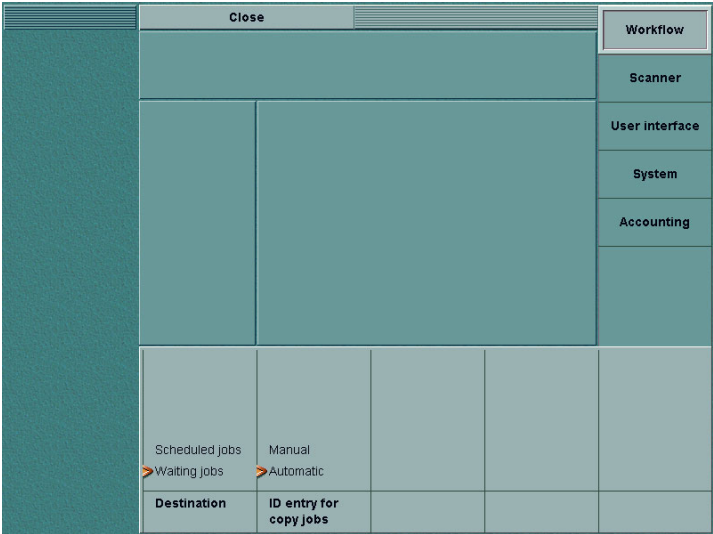 Close
Workflow
Scanner
User interface
System
Accounting
Scheduled jobs
Waiting jobs
Destination
Manual
Automatic
ID entry for
copy jobs